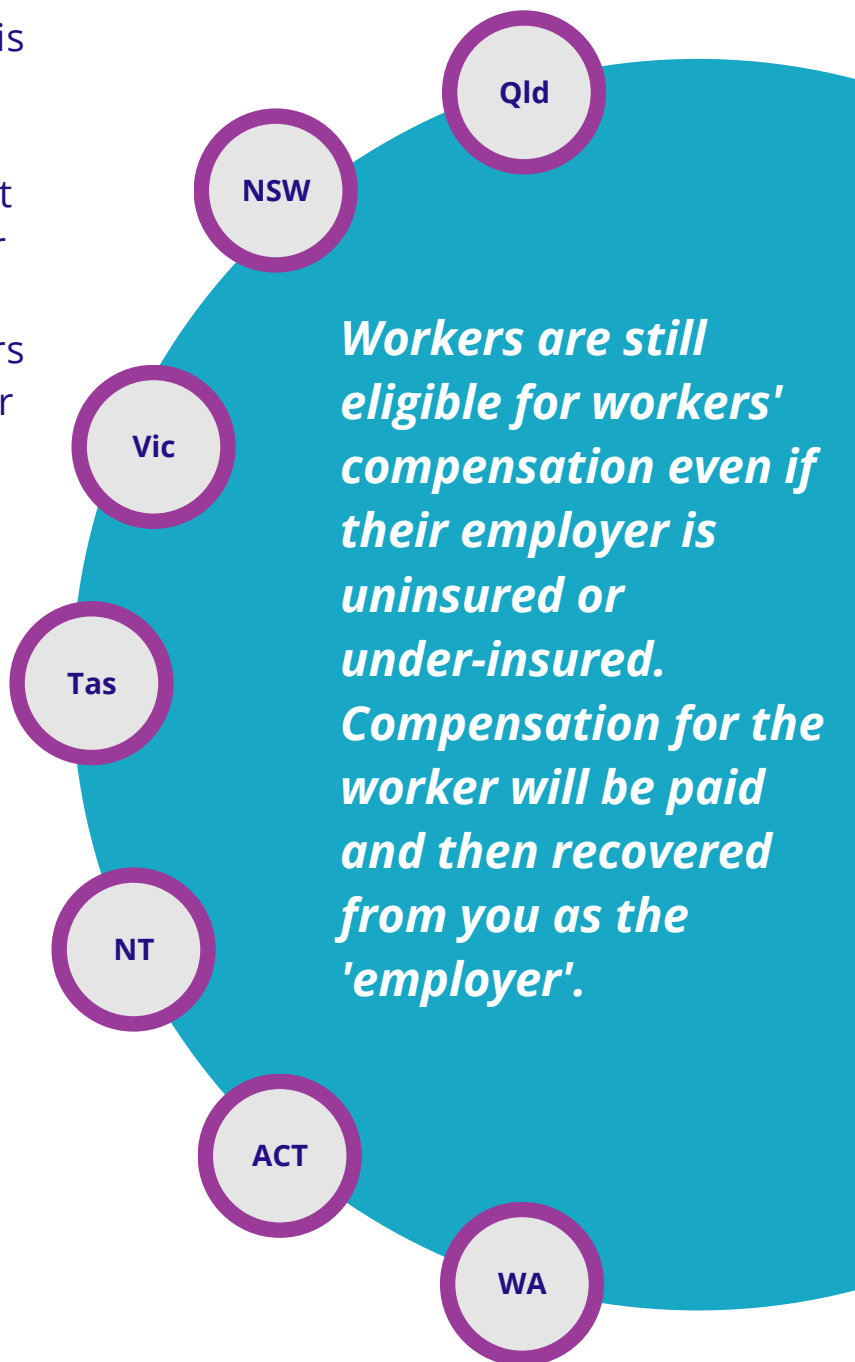 is
t
r
rs
r
Qld
NSW
Vic
Tas
NT
ACT
WA
Workers are still
eligible for workers'
compensation even if
their employer is
uninsured or
under-insured.
Compensation for the
worker will be paid
and then recovered
from you as the
'employer'.